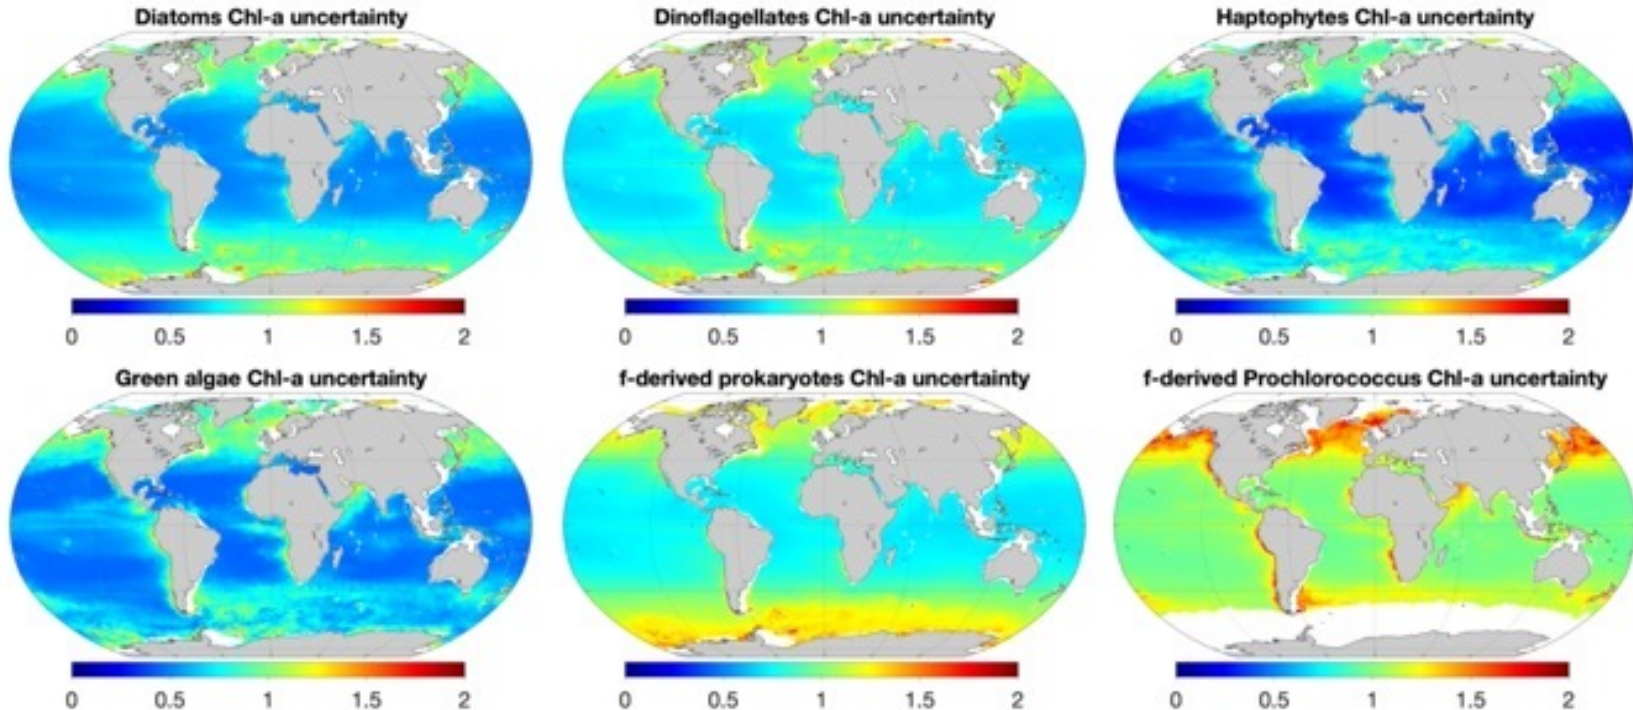 Diatoms Chl-a uncertainty
Dinoflagellates Chl-a uncertainty
Haptophytes Chl-a uncertainty
0 0.5 1 1.5 2
0 0.5 1 1.5 2
0 0.5 1 1.5 2
Green algae Chl-a uncertainty
f-derived prokaryotes Chl-a uncertainty
f-derived Prochlorococcus Chl-a uncertainty
0 0.5 1 1.5 2
0 0.5 1 1.5 2
0 0.5 1 1.5 2